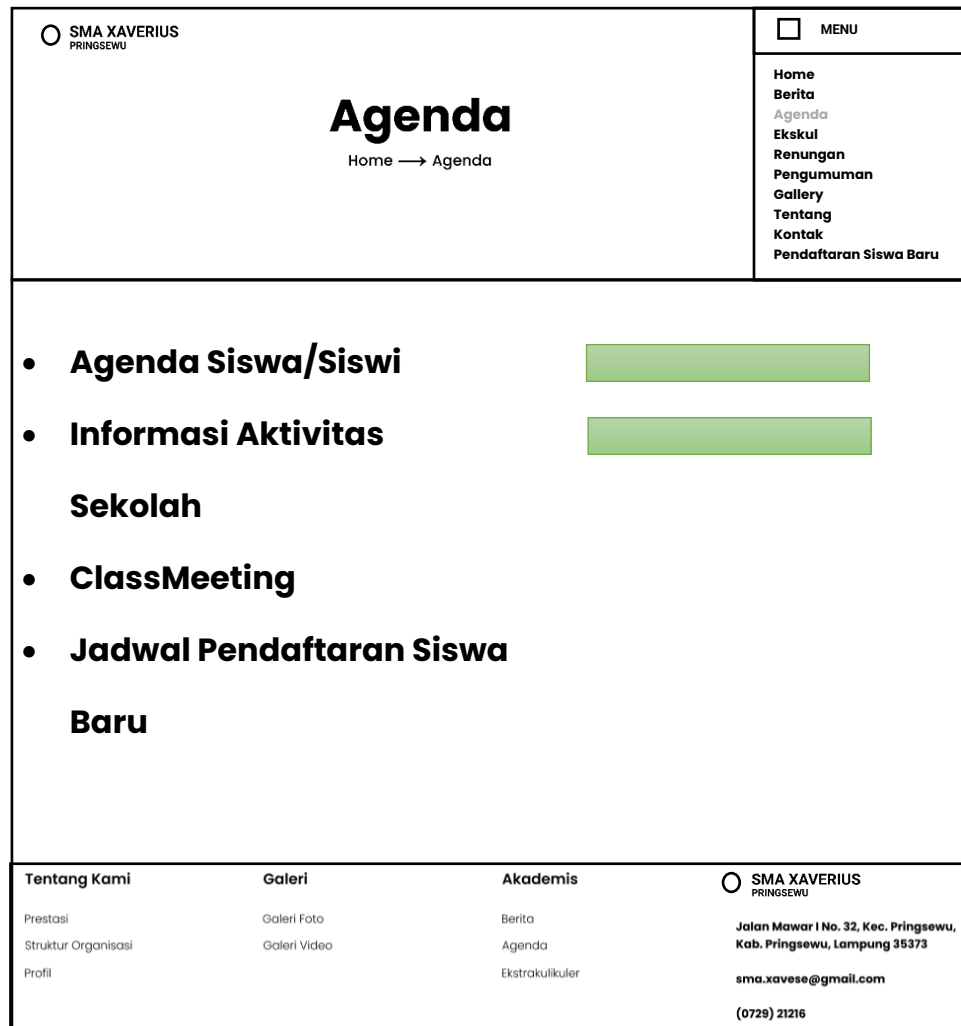 SMA XAVERIUS
PRINGSEWU
MENU
Agenda
Home ⟶ Agenda
Home
Berita
Agenda
Ekskul
Renungan
Pengumuman
Gallery
Tentang
Kontak
Pendaftaran Siswa Baru
• Agenda Siswa/Siswi
• Informasi Aktivitas
Sekolah
• ClassMeeting
• Jadwal Pendaftaran Siswa
Baru
Tentang Kami
Prestasi
Struktur Organisasi
Profil
Galeri
Galeri Foto
Galeri Video
Akademis
Berita
Agenda
Ekstrakulikuler
SMA XAVERIUS
PRINGSEWU
Jalan Mawar I No. 32, Kec. Pringsewu,
Kab. Pringsewu, Lampung 35373
sma.xavese@gmail.com
(0729) 21216